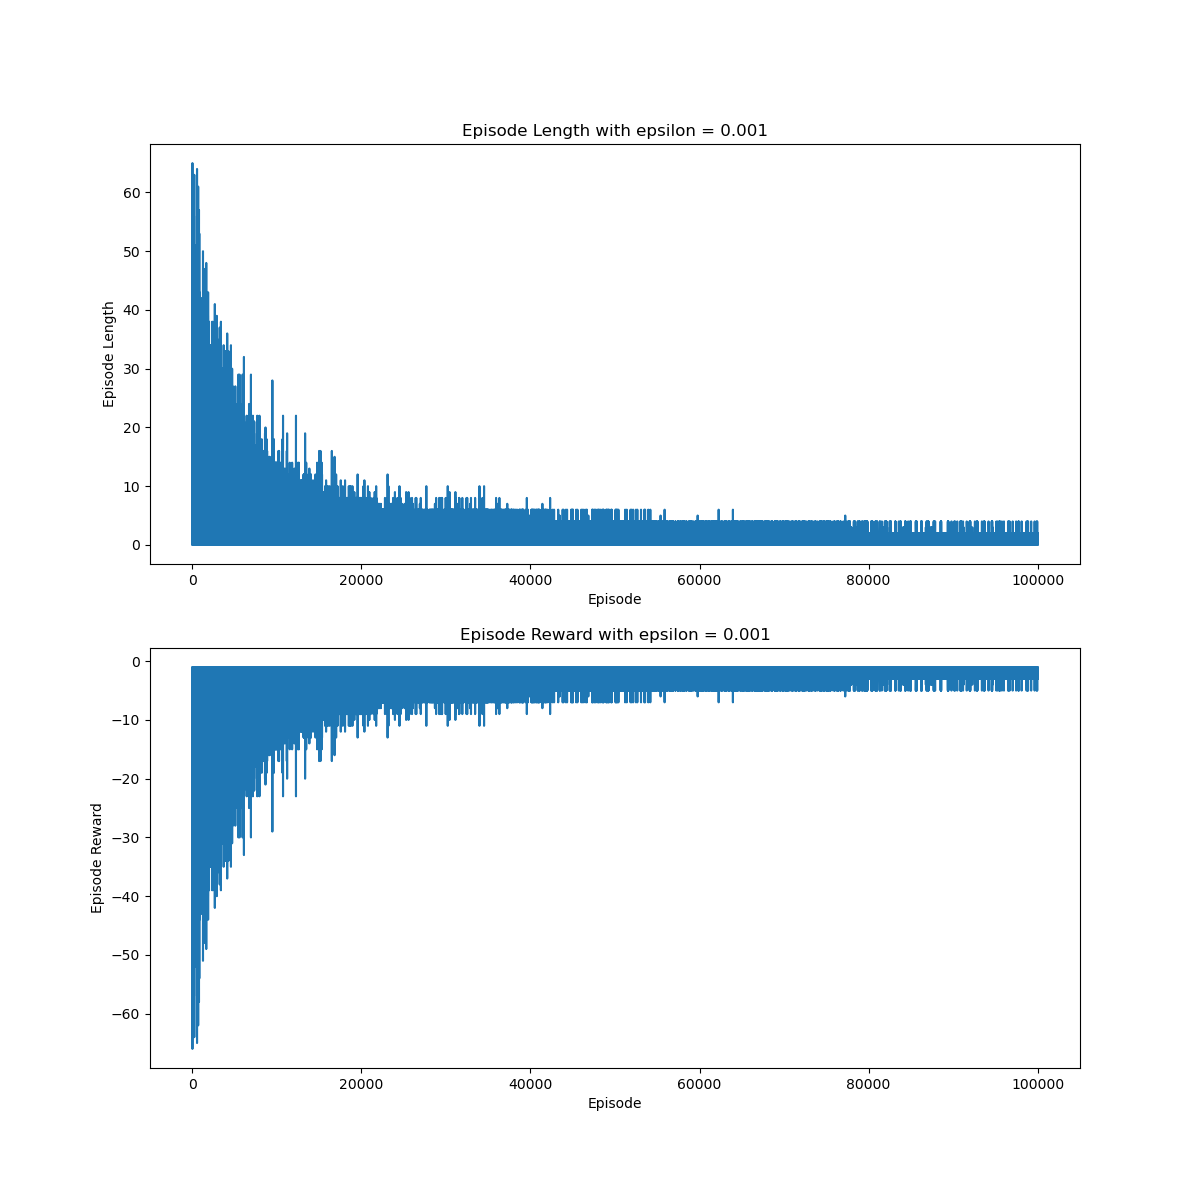 Episode Length with epsilon = 0.001
60
50
40
30
20
10
0
Episode Length
0 20000 40000 60000 80000 100000
Episode
Episode Reward with epsilon = 0.001
0
−10
−20
−30
−40
−50
−60
Episode Reward
0 20000 40000 60000 80000 100000
Episode